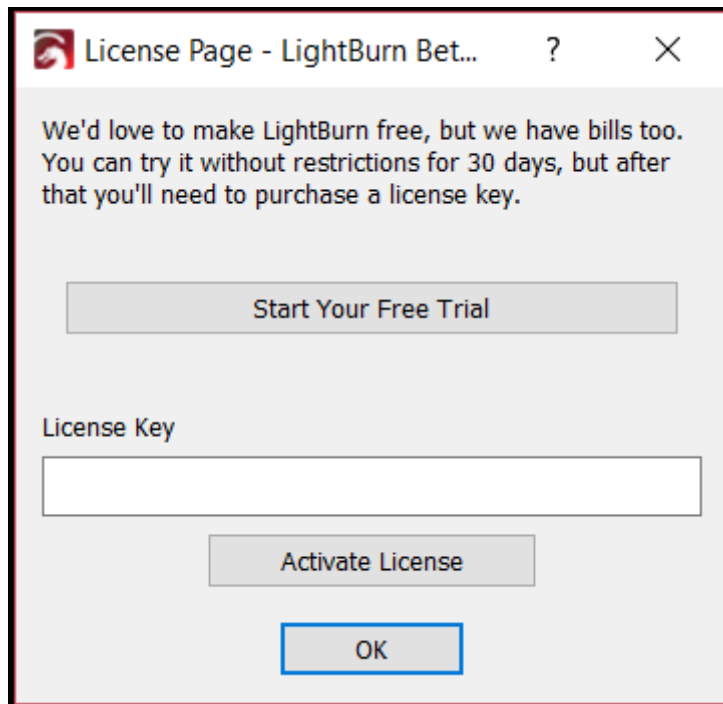 License Page - LightBurn Bet...
We'd love to make LightBurn free, but we have bills too.
You can try it without restrictions for 30 days, but after
that you'll need to purchase a license key.
Start Your Free Trial
License Key
Activate License
OK